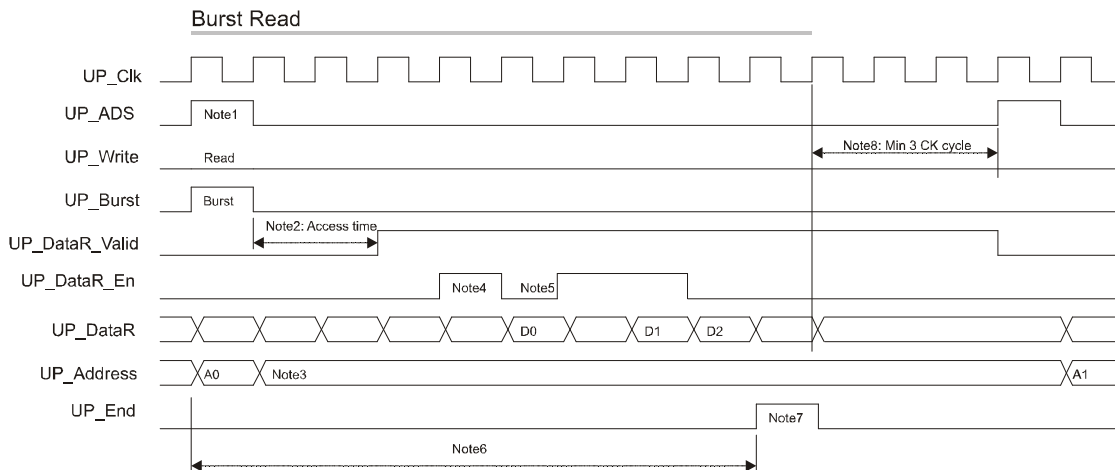 Burst Read
UP_Clk
UP_ADS
Note1
UP_Write
Read
Note8: Min 3 CK cycle
UP_Burst
Burst
Note2: Access time
UP_DataR_Valid
UP_DataR_En
Note4
Note5
UP_DataR
D0
D1
D2
UP_Address
A0
Note3
A1
UP_End
Note7
Note6